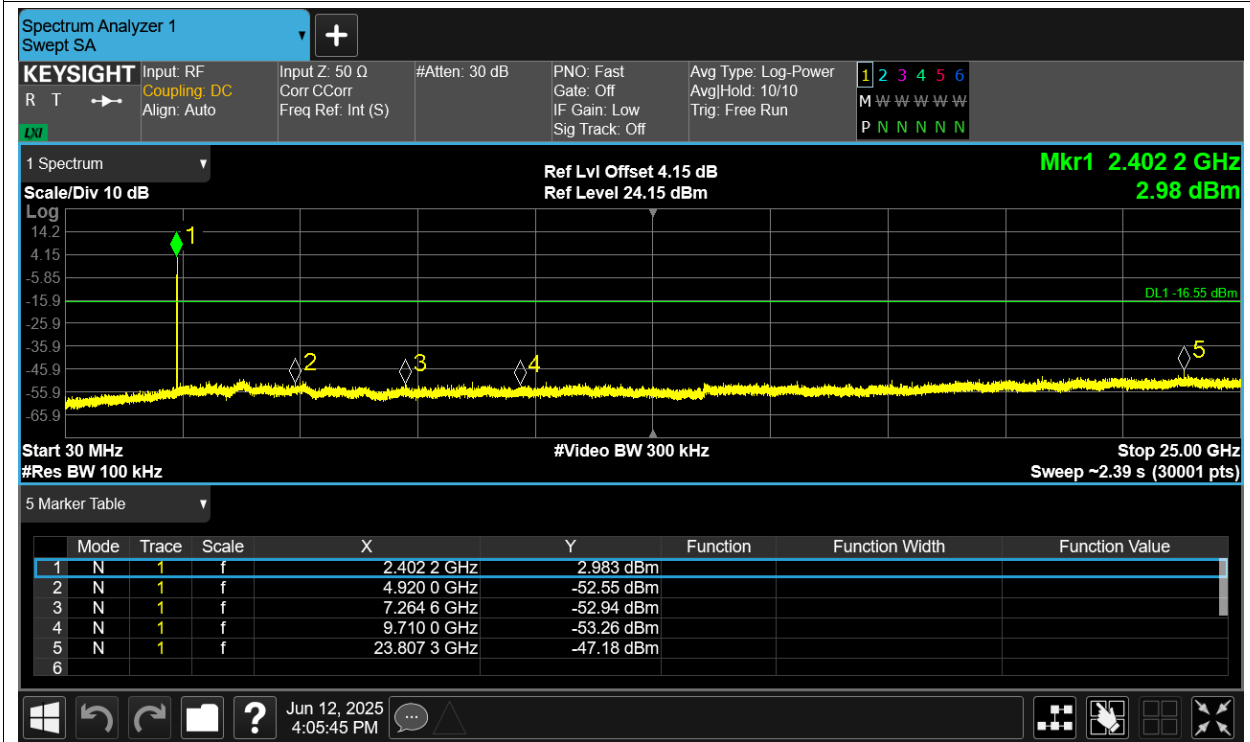 Spectrum Analyzer 1
Swept SA
+
KEYSIGHT
R T
LXI
Input: RF
Coupling: DC
Align: Auto
Input Z: 50 Ω
Corr CCorr
Freq Ref: Int (S)
#Atten: 30 dB
PNO: Fast
Gate: Off
IF Gain: Low
Sig Track: Off
Avg Type: Log-Power
Avg|Hold: 10/10
Trig: Free Run
1 2 3 4 5 6
M W W W W W
P N N N N N
1 Spectrum
Scale/Div 10 dB
Ref Lvl Offset 4.15 dB
Ref Level 24.15 dBm
Mkr1 2.402 2 GHz
2.98 dBm
Log
14.2
4.15
-5.85
-15.9
-25.9
-35.9
-45.9
-55.9
-65.9
1
DL1 -16.55 dBm
2
3
4
5
Start 30 MHz
#Res BW 100 kHz
#Video BW 300 kHz
Stop 25.00 GHz
Sweep ~2.39 s (30001 pts)
5 Marker Table
Mode Trace Scale X Y Function Function Width Function Value
1 N 1 f 2.402 2 GHz 2.983 dBm
2 N 1 f 4.920 0 GHz -52.55 dBm
3 N 1 f 7.264 6 GHz -52.94 dBm
4 N 1 f 9.710 0 GHz -53.26 dBm
5 N 1 f 23.807 3 GHz -47.18 dBm
6
?
Jun 12, 2025
4:05:45 PM